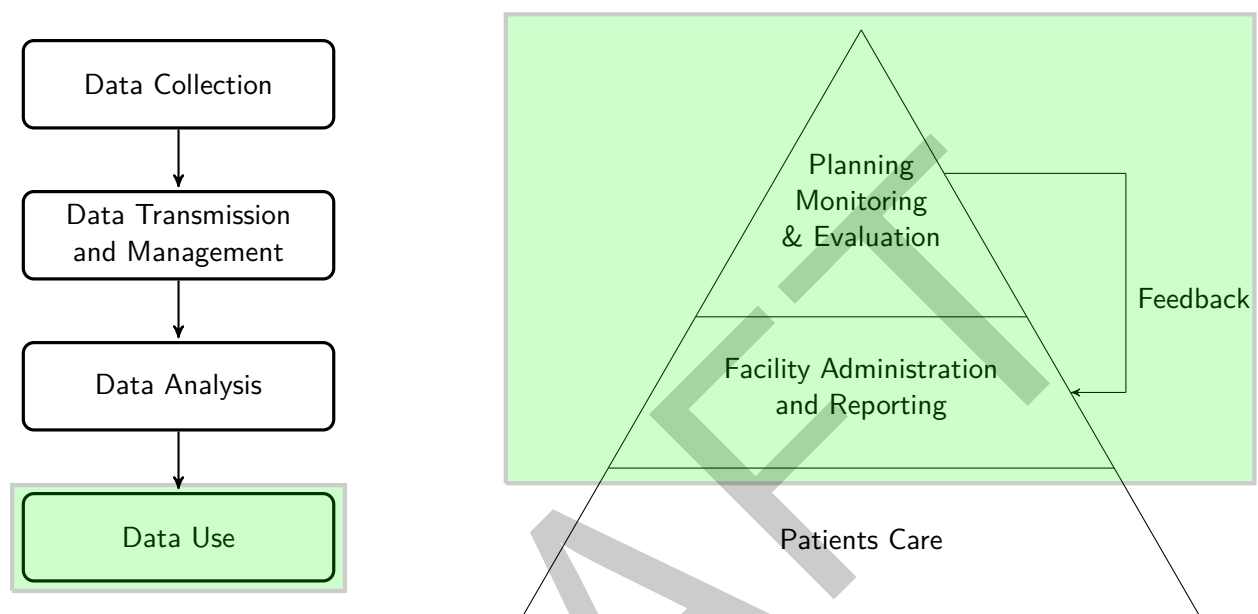 Data Collection
Data Transmission
and Management
Data Analysis
Data Use
Planning
Monitoring
& Evaluation
Feedback
Facility Administration
and Reporting
Patients Care
AFT